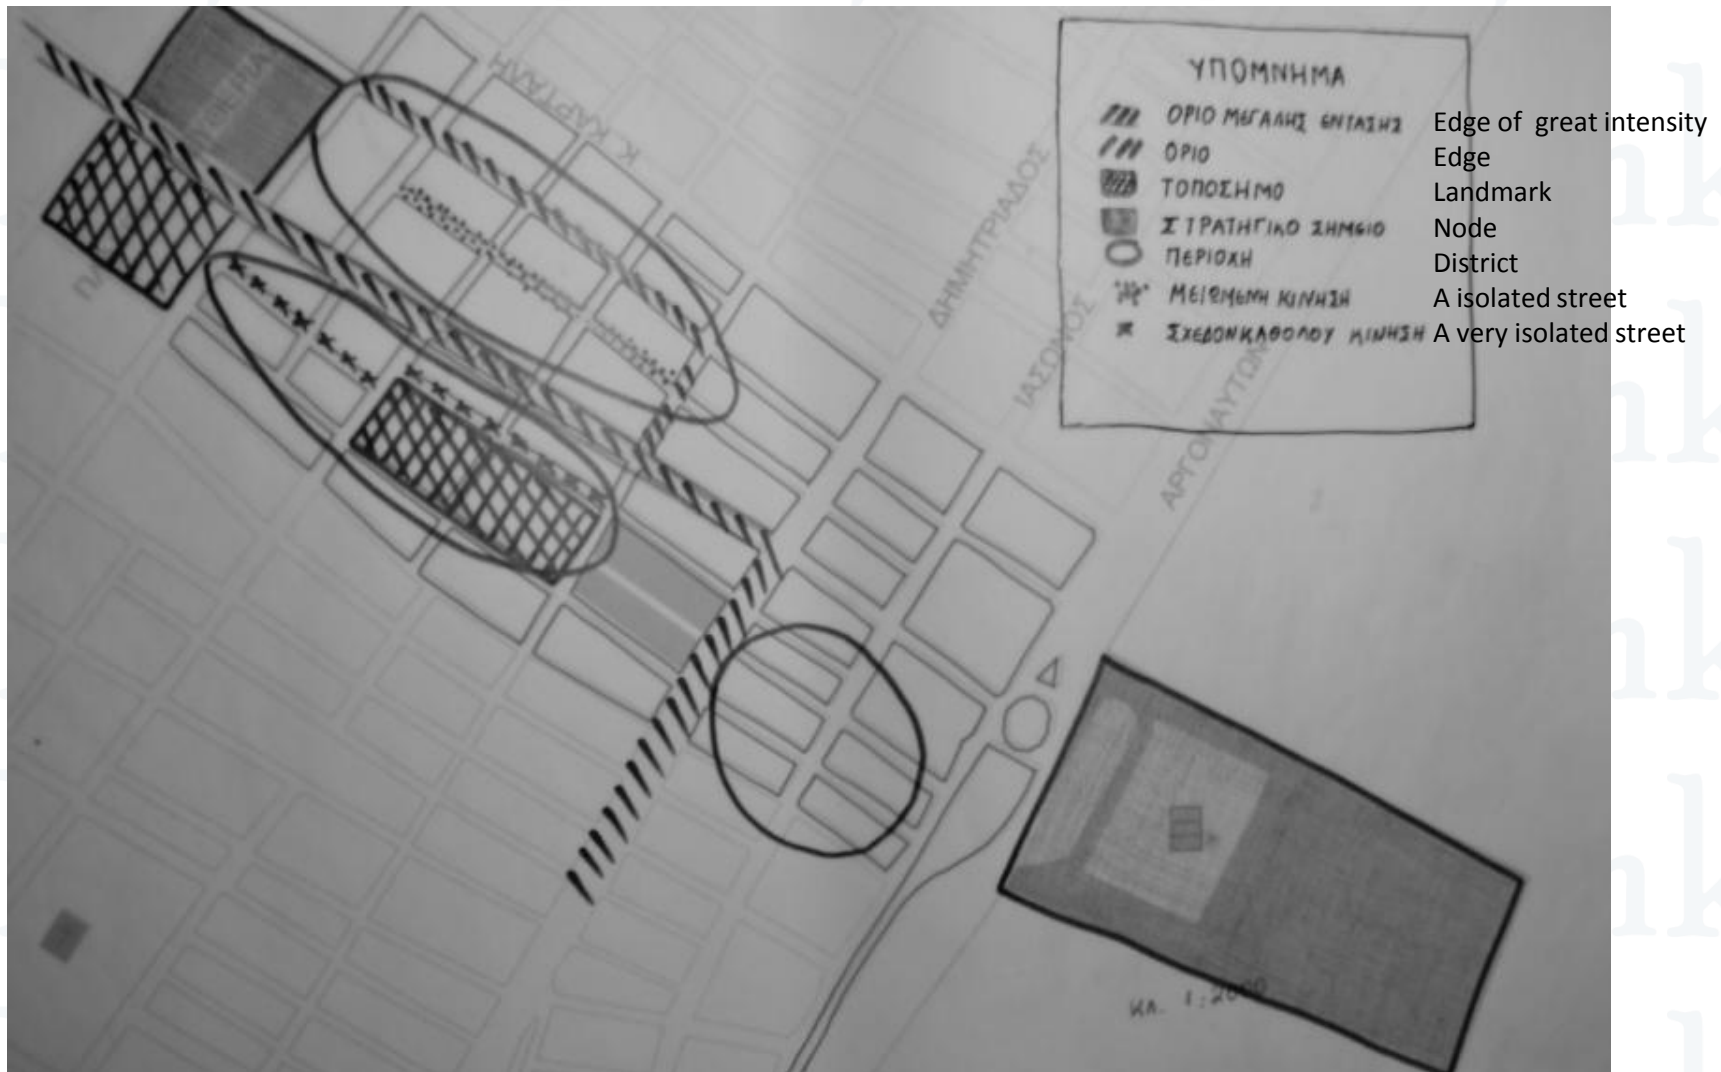 ΥΠΟΜΝΗΜΑ
ΟΡΙΟ ΜΕΓΑΛΗΣ ΕΝΤΑΣΗΣ Edge of great intensity
ΟΡΙΟ Edge
ΤΟΠΟΣΗΜΟ Landmark
ΣΤΡΑΤΗΓΙΚΟ ΣΗΜΕΙΟ Node
ΠΕΡΙΟΧΗ District
ΜΕΙΩΜΕΝΗ ΚΙΝΗΣΗ A isolated street
ΣΧΕΔΟΝ ΚΑΘΟΛΟΥ ΚΙΝΗΣΗ A very isolated street
Κ. ΚΑΡΤΑΛΗ
ΔΗΜΗΤΡΙΑΔΟΣ
ΙΑΣΟΝΟΣ
ΑΡΓΟΝΑΥΤΩΝ
ΚΛ. 1:2000